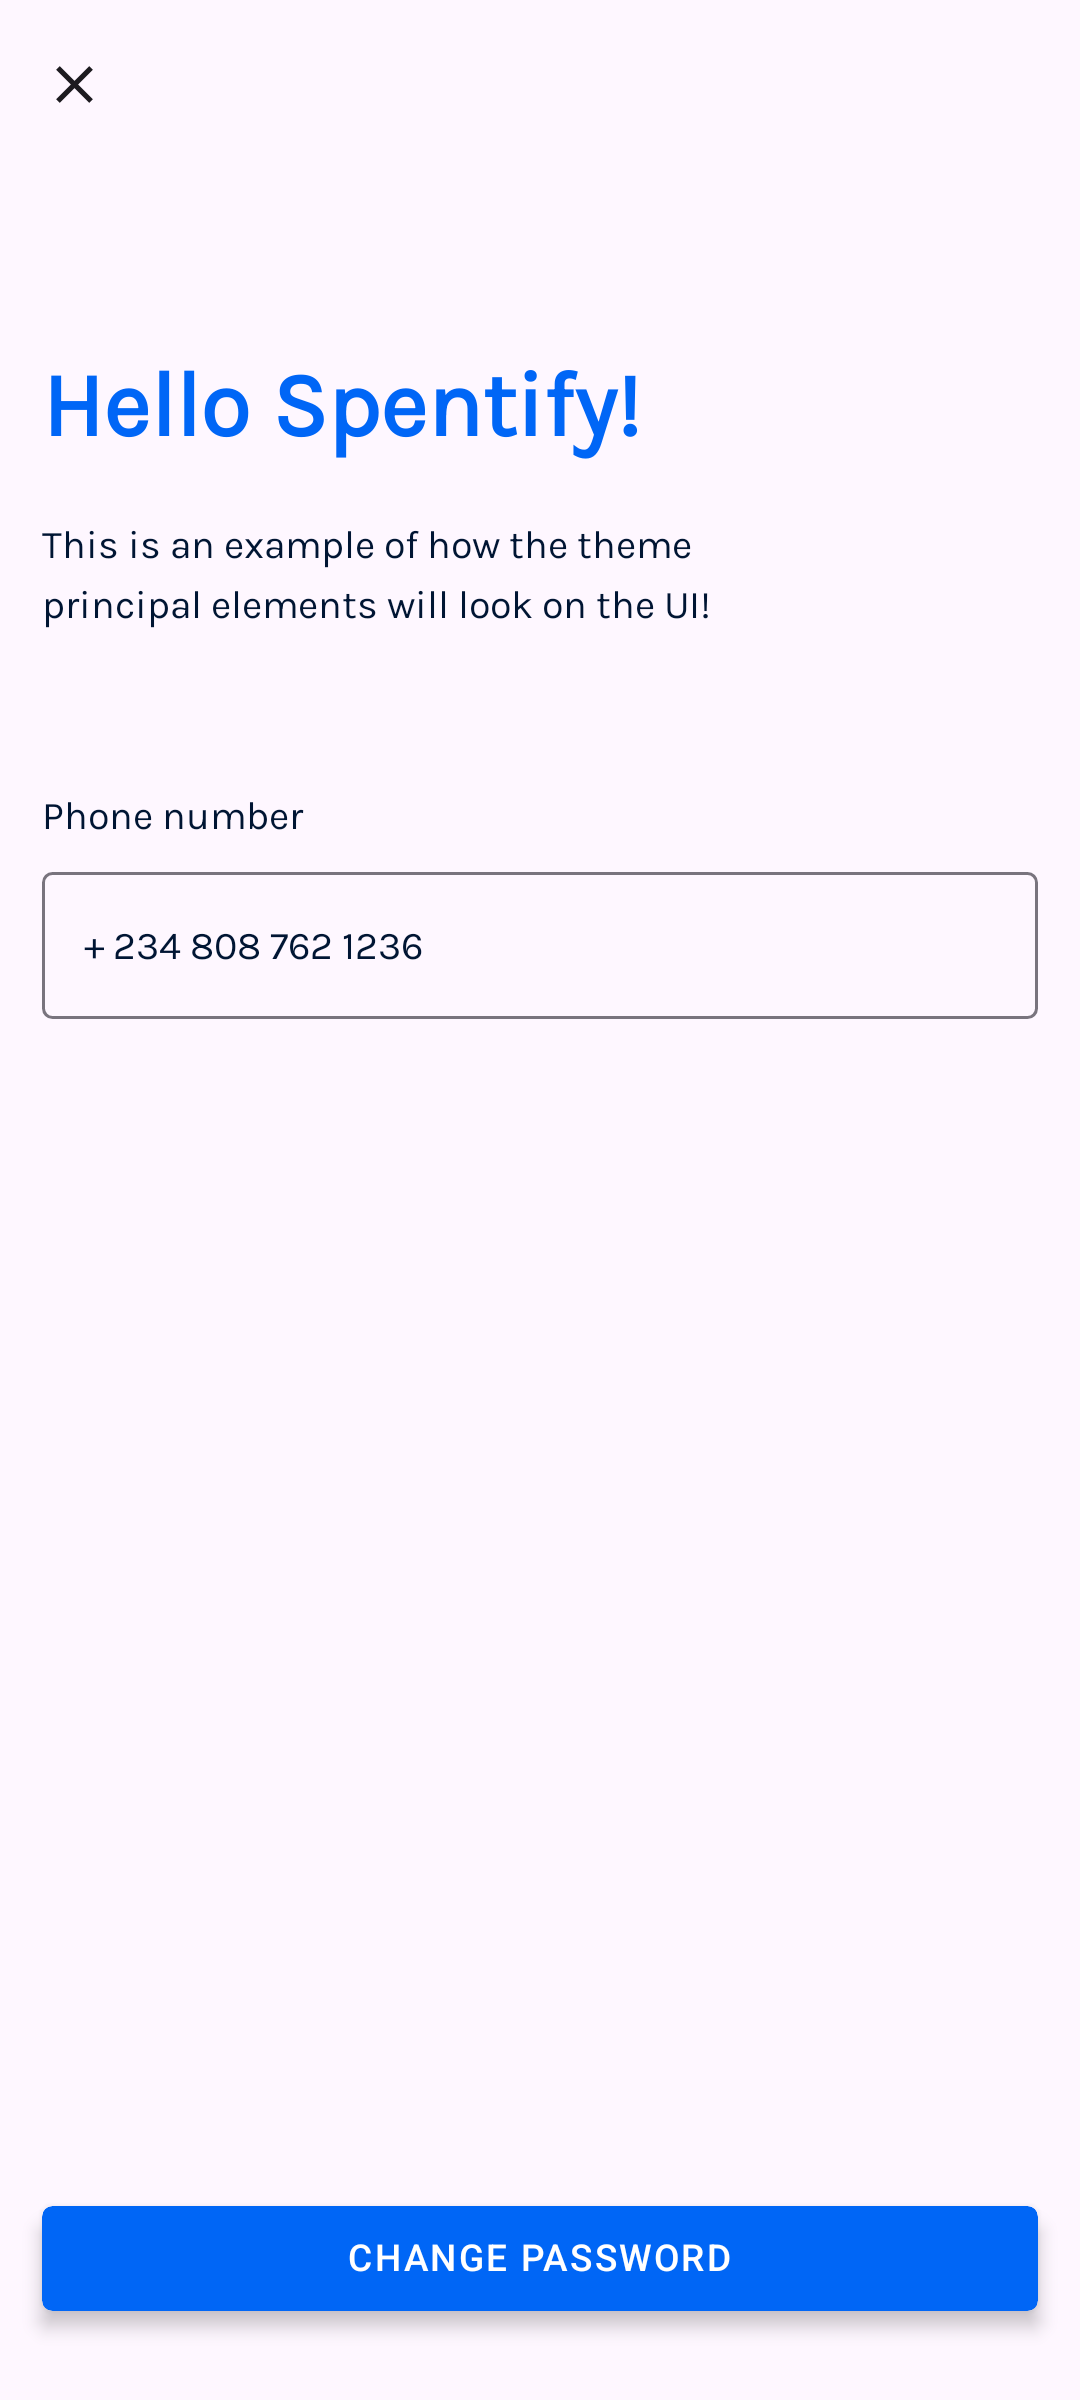 Hello Spentify!
This is an example of how the theme
principal elements will look on the UI!
Phone number
+ 234 808 762 1236
CHANGE PASSWORD